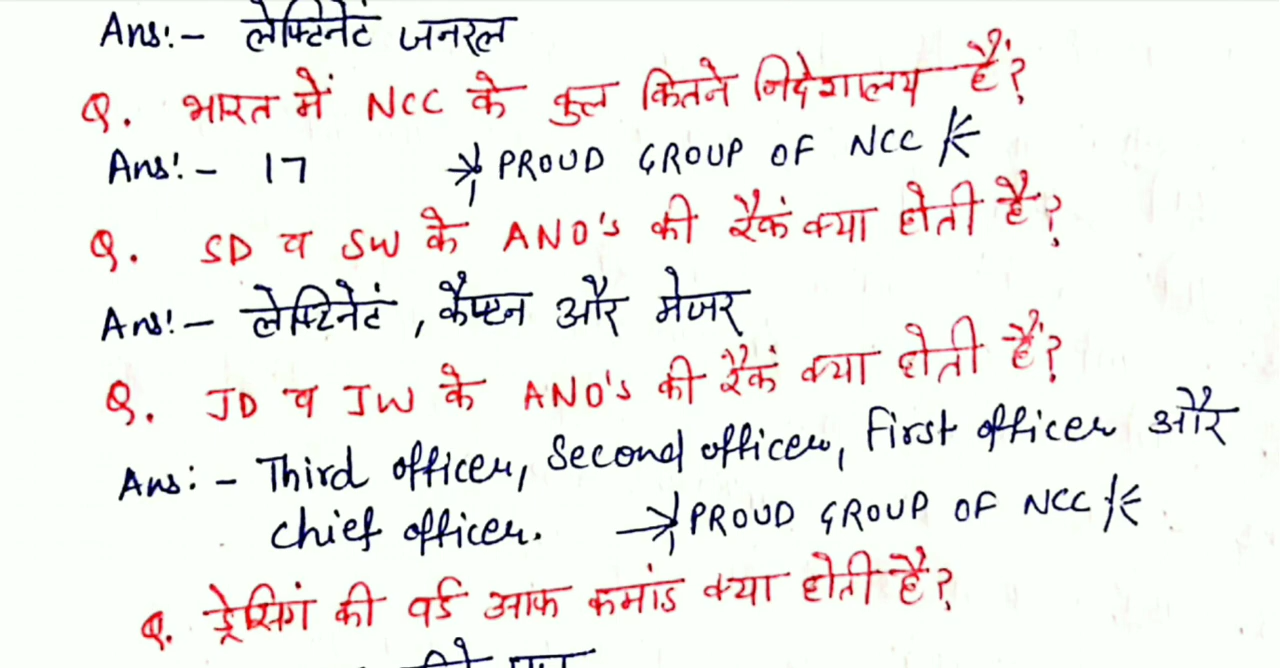 Ans:- लेफ्टिनेंट जनरल
Q. भारत में NCC के कुल कितने निदेशालय हैं?
Ans:- 17 → PROUD GROUP OF NCC
Q. SD व SW के ANO's की रैकं क्या होती है?
Ans:- लेफ्टिनेटं, कैप्टन और मेजर
Q. JD व JW के ANO's की रैकं क्या होती हैं?
Ans:- Third officer, Second officer, First officer और
chief officer. → PROUD GROUP OF NCC
Q. ड्रेसिगं की वर्ड आफ कमांड क्या होती है?